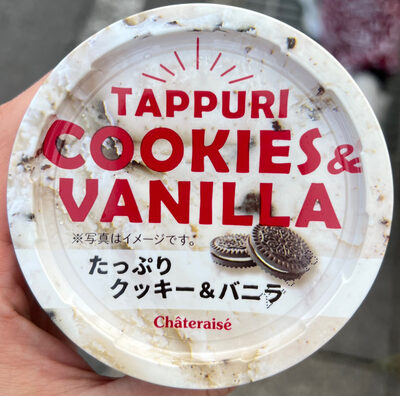 TAPPURI
COOKIES &
VANILLA
※写真はイメージです。
たっぷり
クッキー＆バニラ
Châteraisé